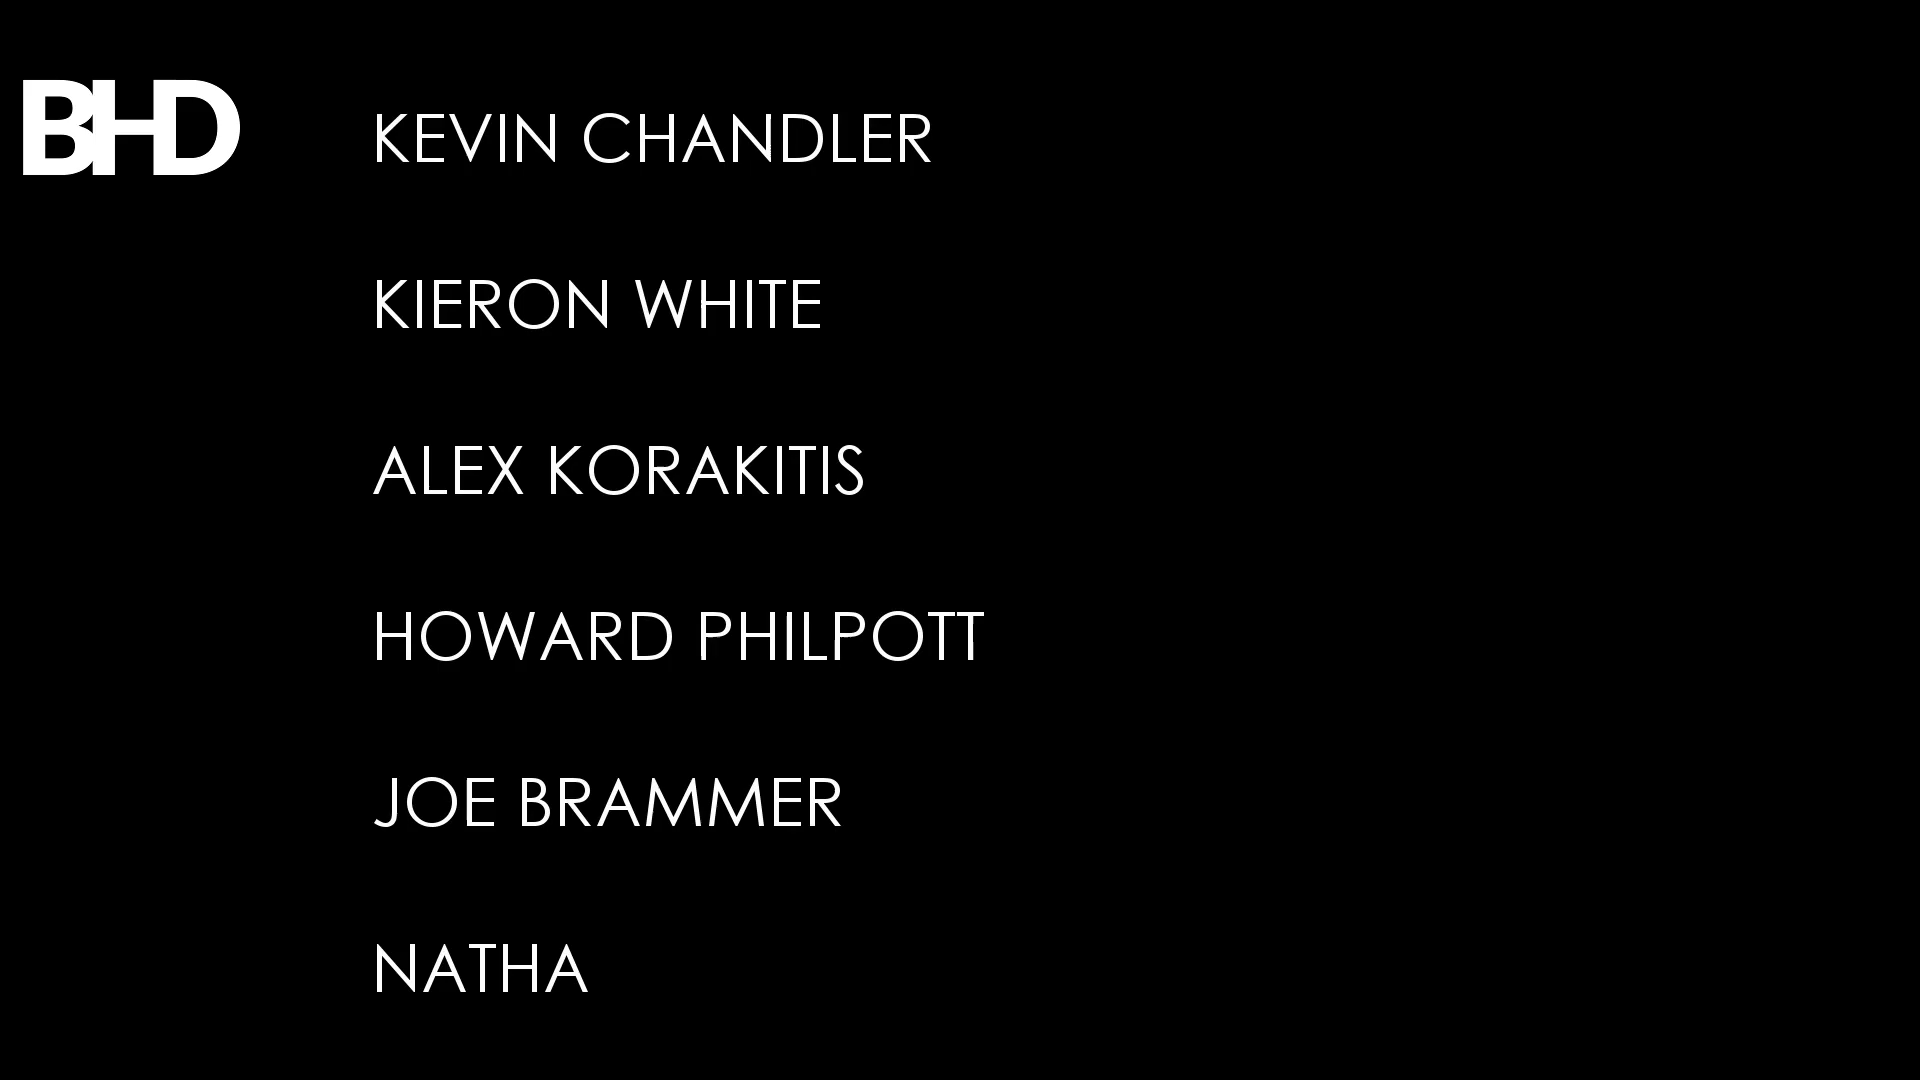 BHD
KEVIN CHANDLER
KIERON WHITE
ALEX KORAKITIS
HOWARD PHILPOTT
JOE BRAMMER
NATHA